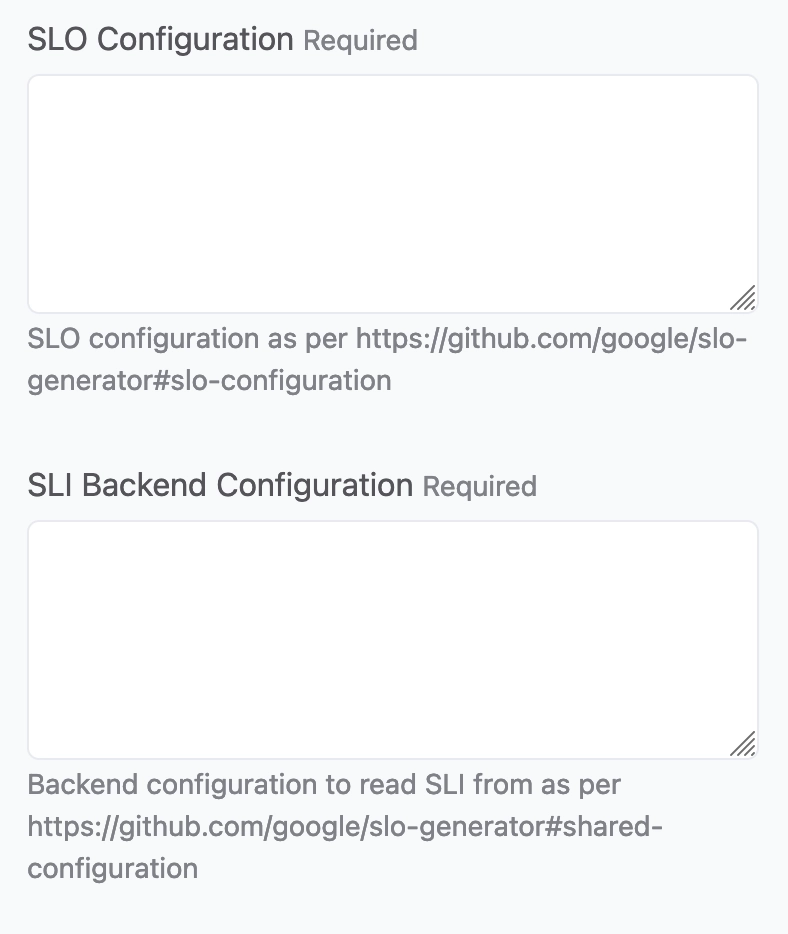 SLO Configuration Required
SLO configuration as per https://github.com/google/slo-
generator#slo-configuration
SLI Backend Configuration Required
Backend configuration to read SLI from as per
https://github.com/google/slo-generator#shared-
configuration